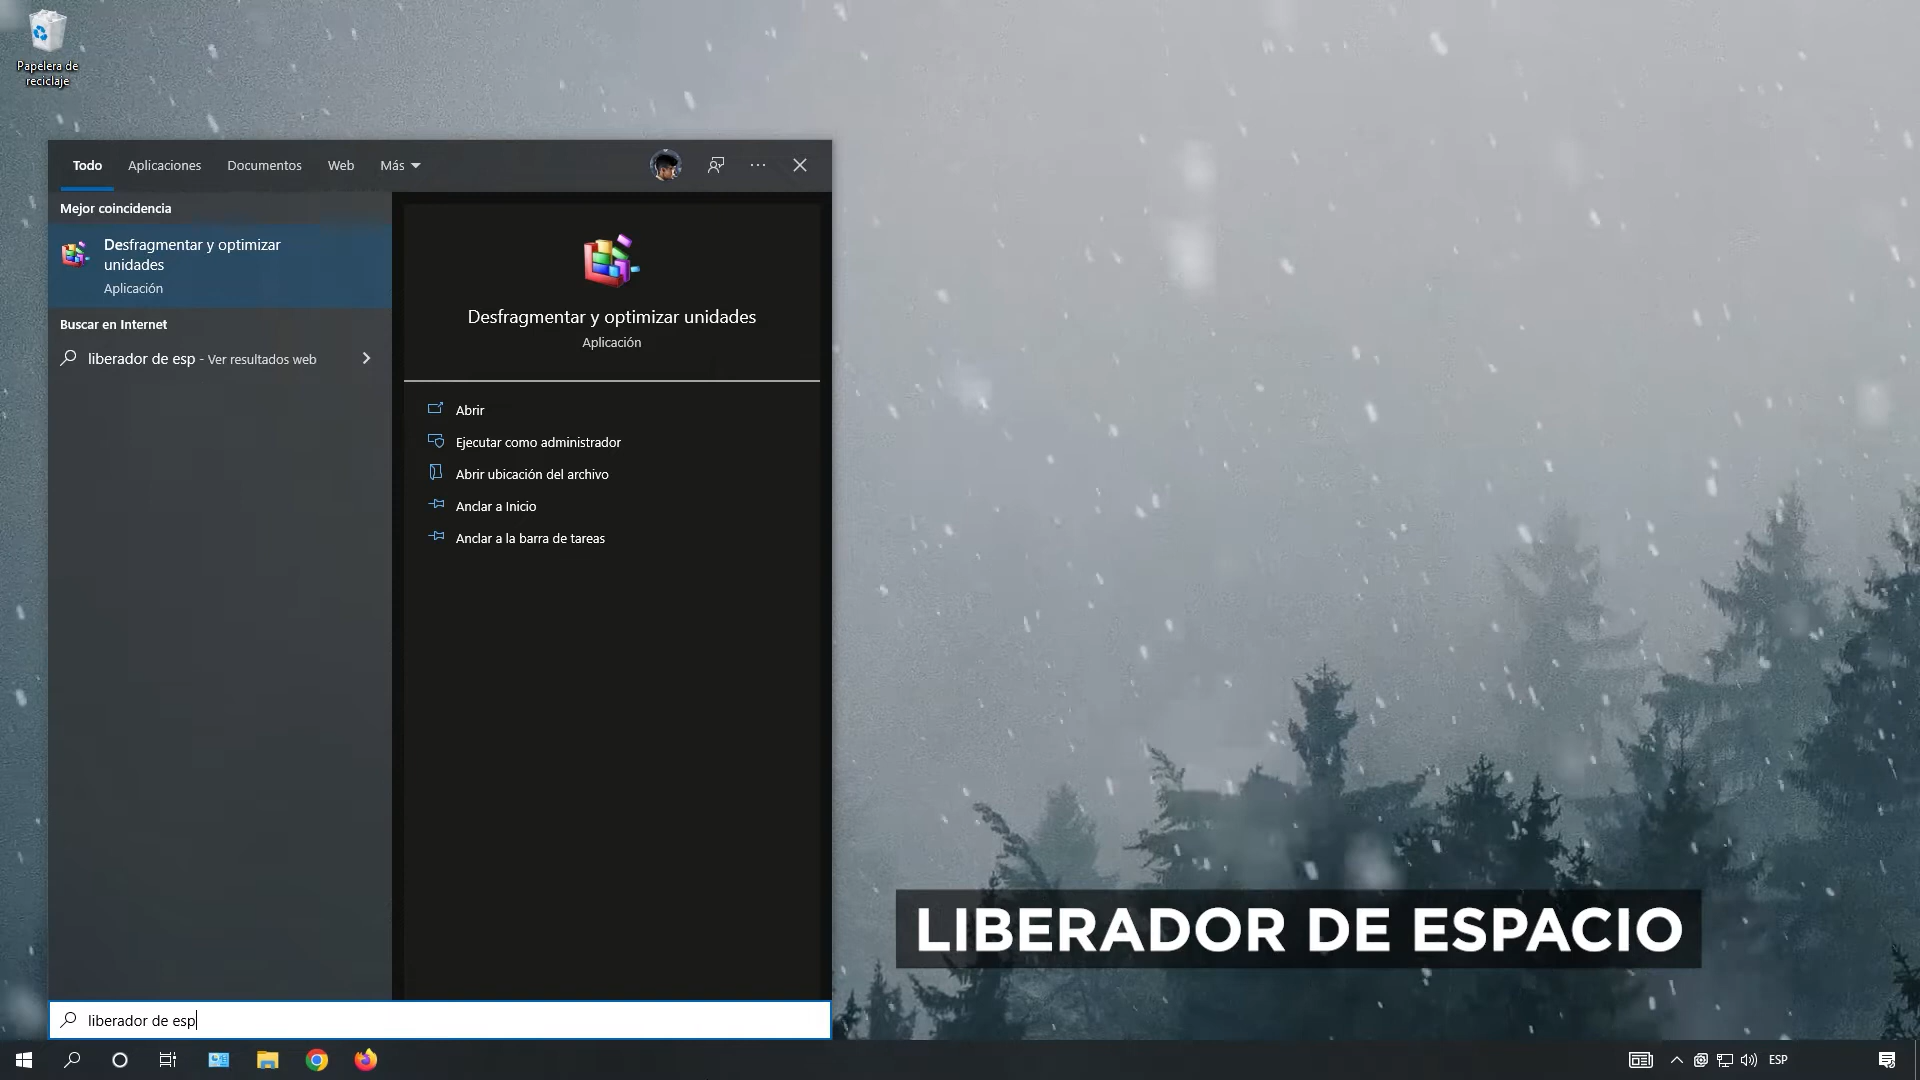 Papelera de
reciclaje
Todo
Aplicaciones
Documentos
Web
Más
Mejor coincidencia
Desfragmentar y optimizar
unidades
Aplicación
Buscar en Internet
liberador de esp - Ver resultados web
Desfragmentar y optimizar unidades
Aplicación
Abrir
Ejecutar como administrador
Abrir ubicación del archivo
Anclar a Inicio
Anclar a la barra de tareas
LIBERADOR DE ESPACIO
liberador de esp
ESP